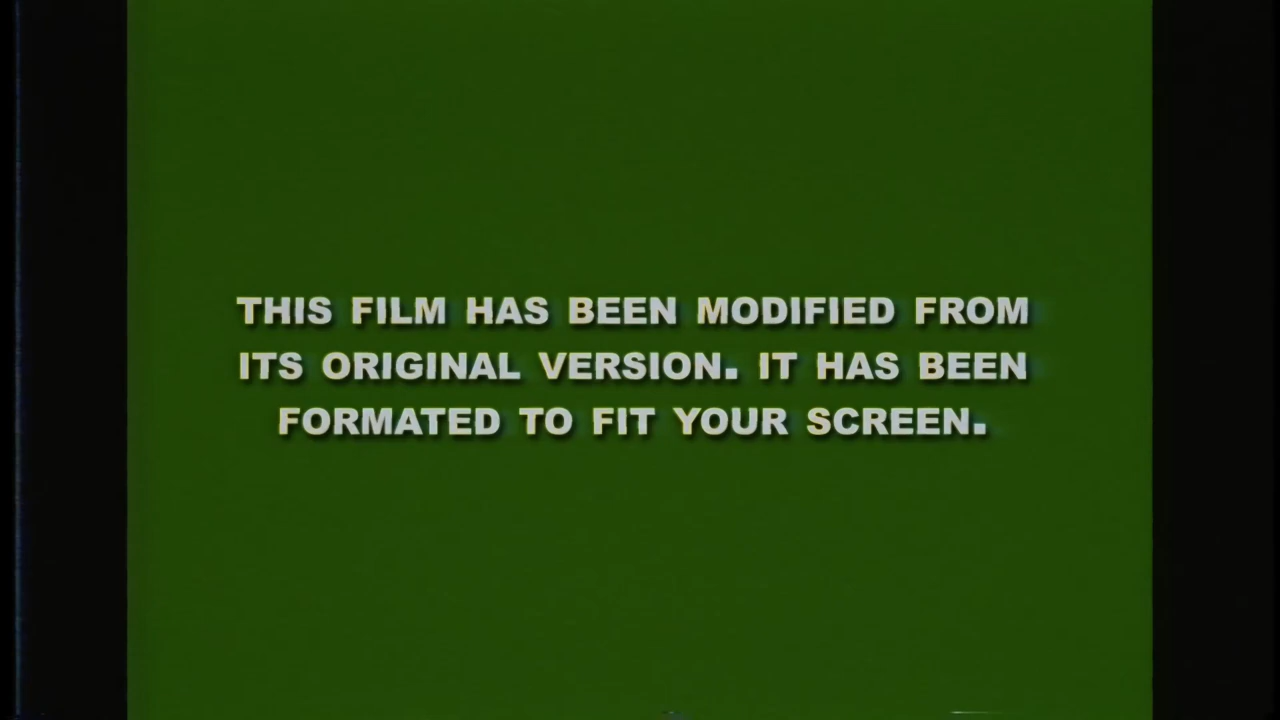 THIS FILM HAS BEEN MODIFIED FROM
ITS ORIGINAL VERSION. IT HAS BEEN
FORMATED TO FIT YOUR SCREEN.